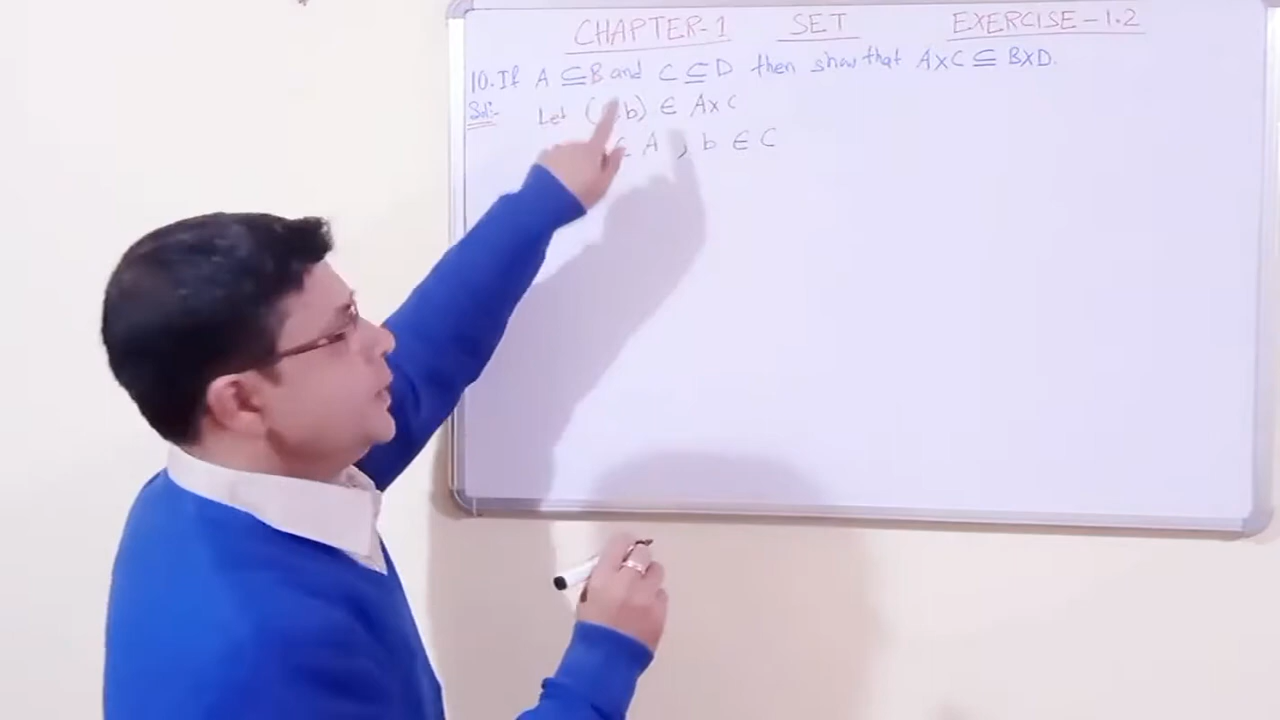 CHAPTER-1 SET EXERCISE-1.2
10. If A ⊆ B and C ⊆ D then show that A×C ⊆ B×D.
Sol:- Let ( b) ∈ A×C
∈ A , b ∈ C